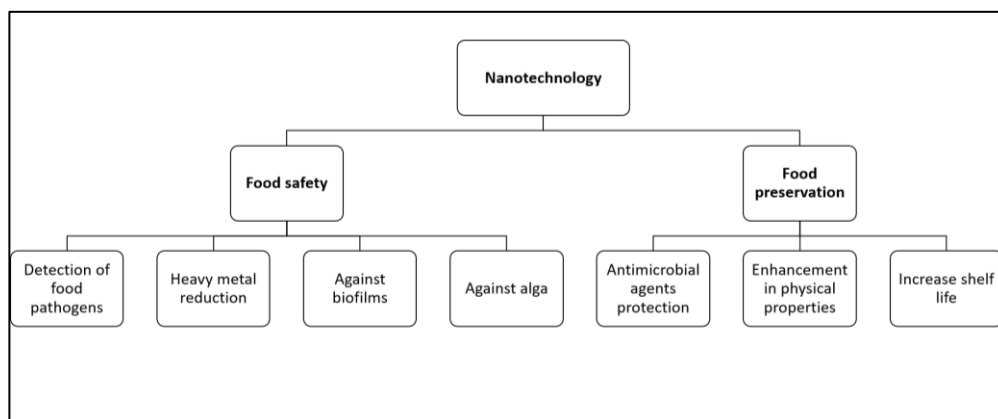 Nanotechnology
Food safety
Food
preservation
Detection of
food
pathogens
Heavy metal
reduction
Against
biofilms
Against alga
Antimicrobial
agents
protection
Enhancement
in physical
properties
Increase shelf
life